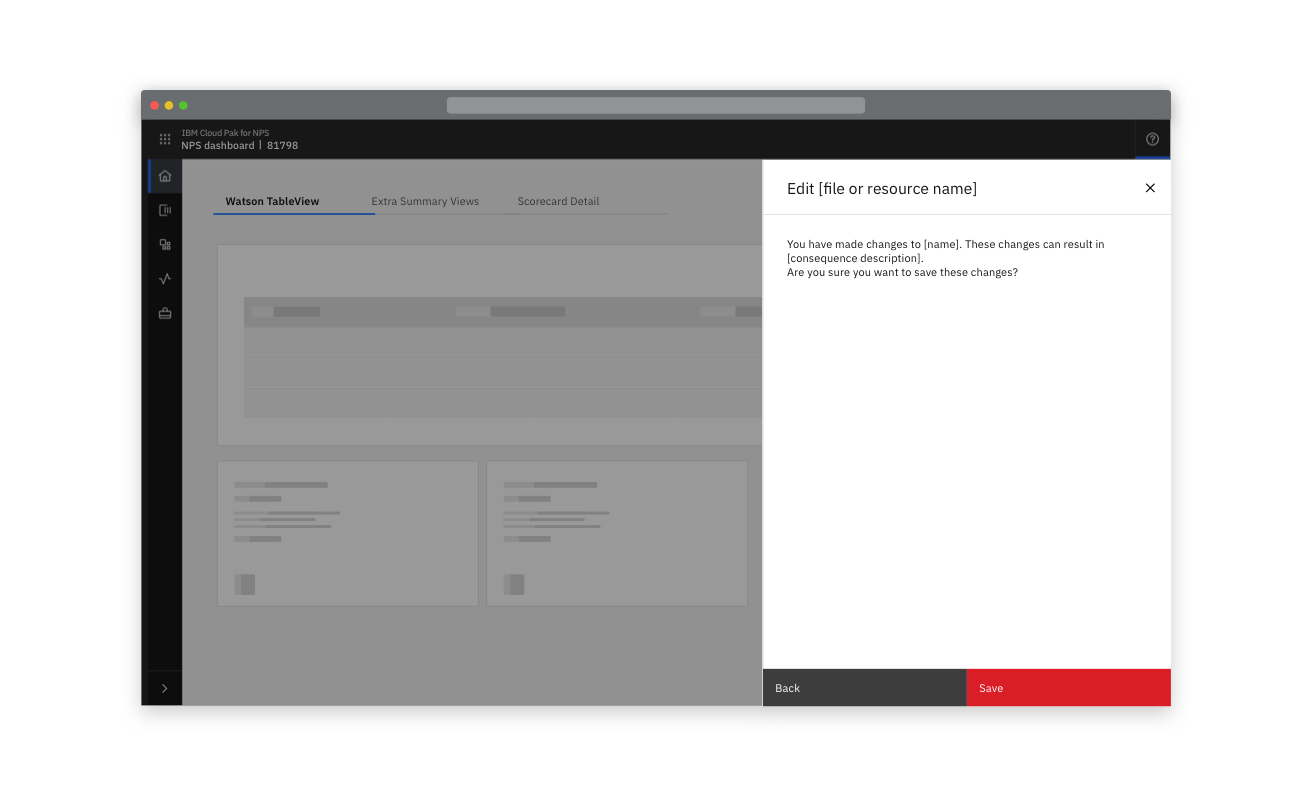 IBM Cloud Pak for NPS
NPS dashboard | 81798
Watson TableView
Extra Summary Views
Scorecard Detail
Edit [file or resource name]
You have made changes to [name]. These changes can result in
[consequence description].
Are you sure you want to save these changes?
Back
Save